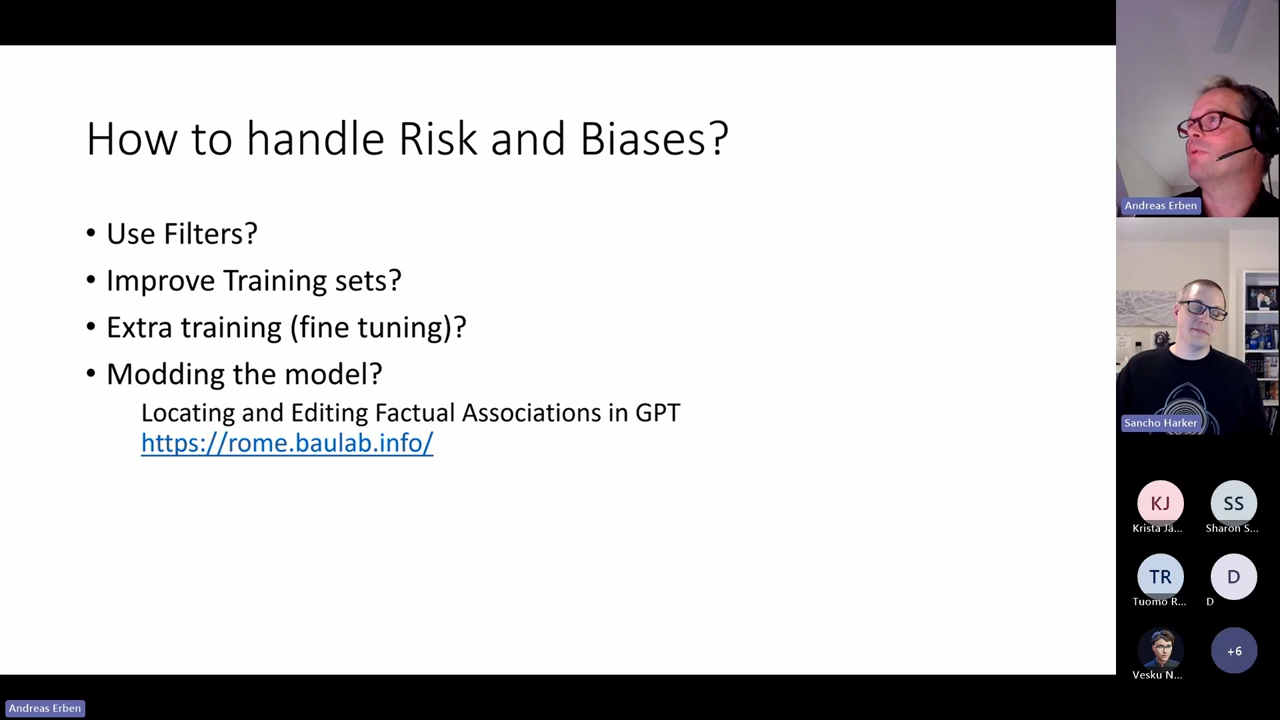 How to handle Risk and Biases?
• Use Filters?
• Improve Training sets?
• Extra training (fine tuning)?
• Modding the model?
Locating and Editing Factual Associations in GPT
https://rome.baulab.info/
Andreas Erben
Sancho Harker
KJ
SS
Krista Jä...
Sharon S...
TR
D
Tuomo R...
D
+6
Vesku N...
Andreas Erben